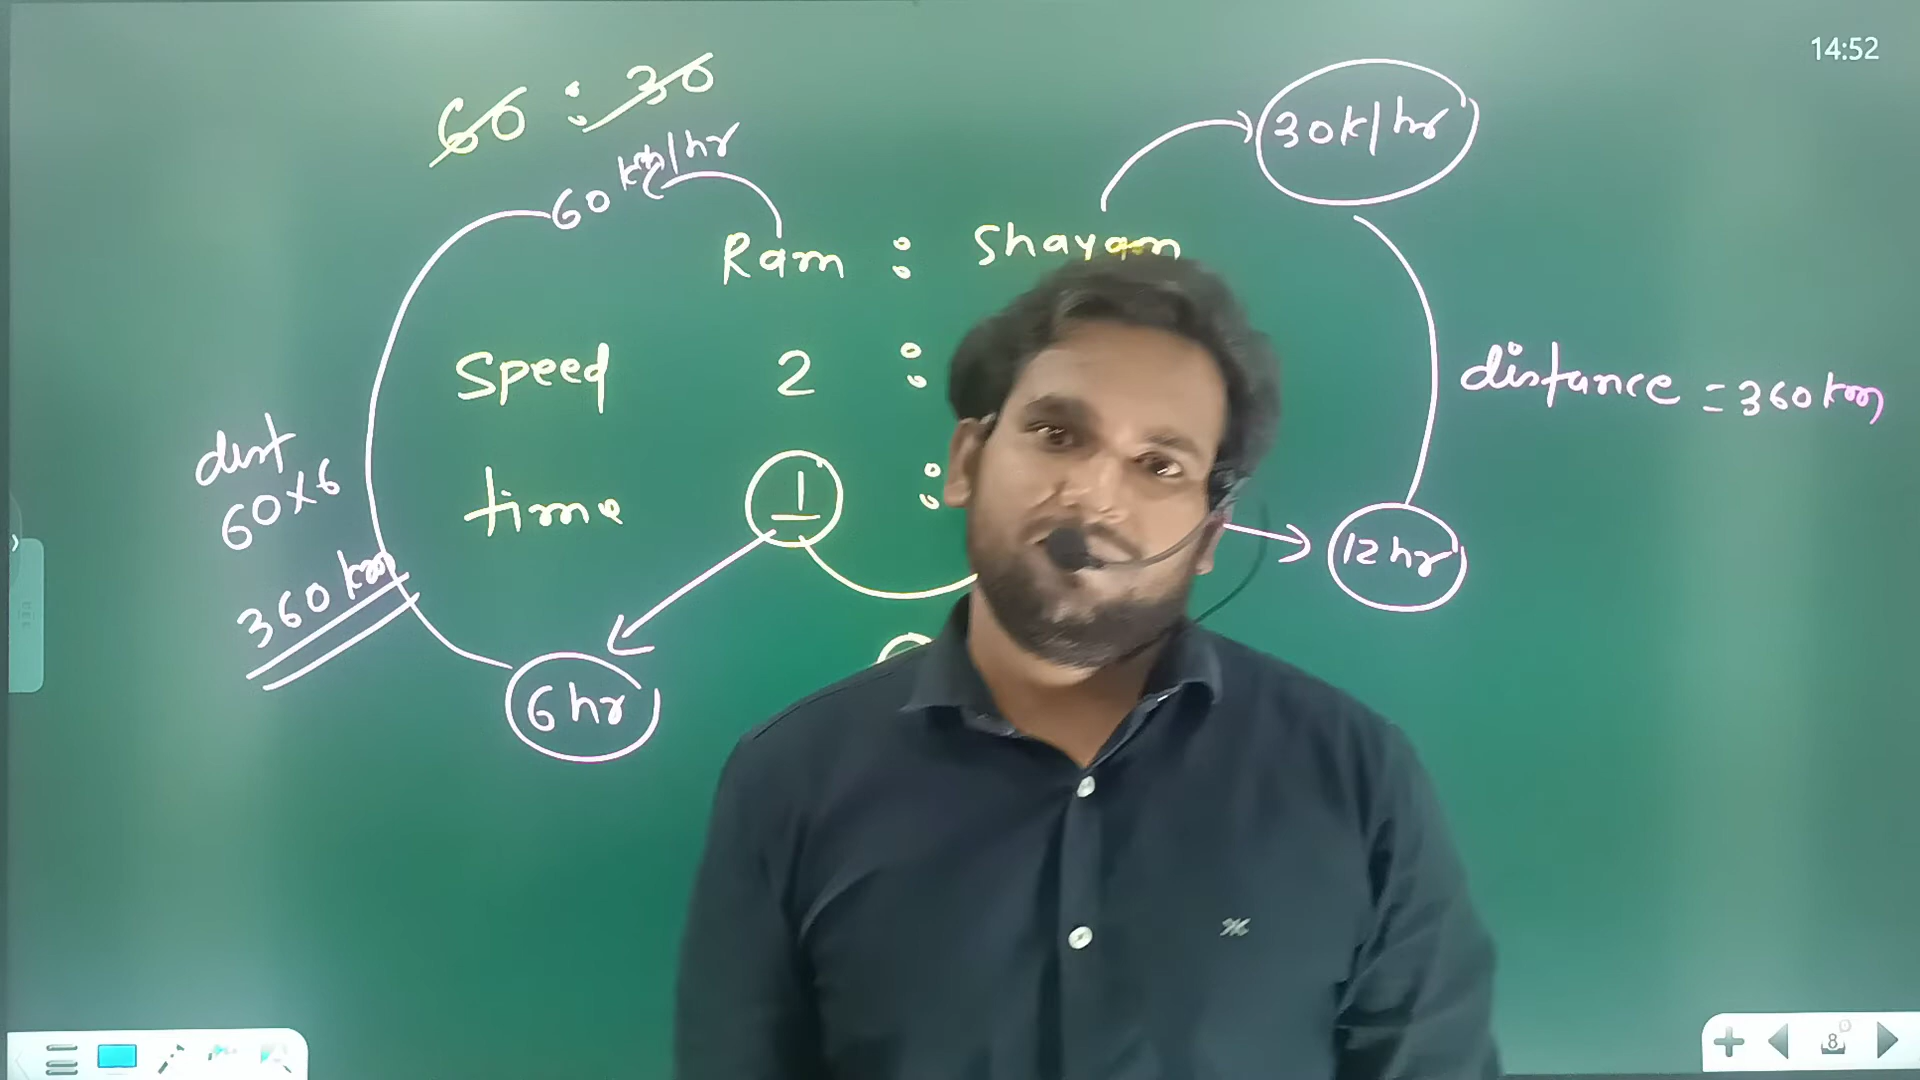 14:52
60 : 30
60 km/hr
30k/hr
Ram : Shayam
Speed 2 :
distance = 360 km
dist
60×6
time 1 :
12 hr
360 km
6 hr
8